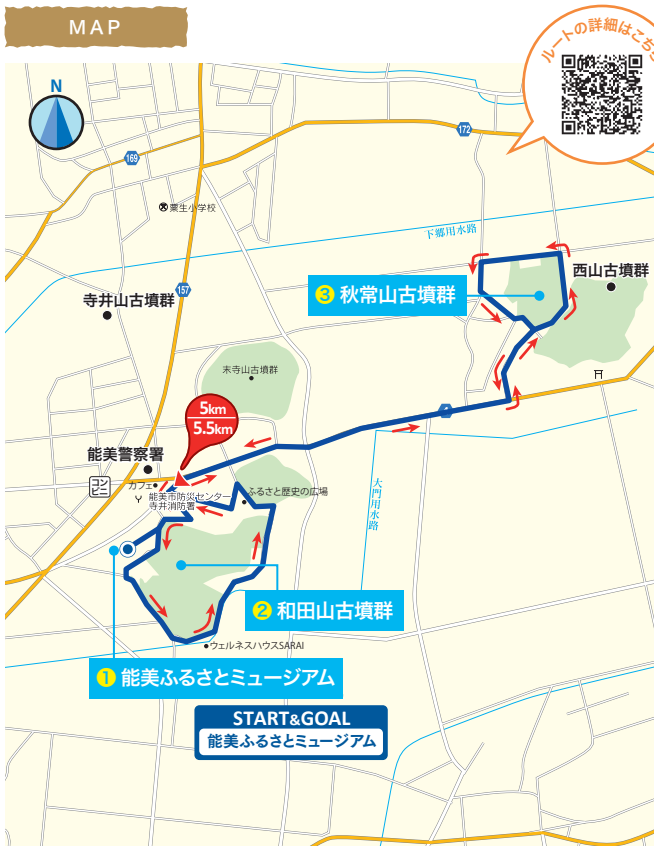 MAP
ルートの詳細はこちら
N
172
169
粟生小学校
下郷用水路
西山古墳群
157
寺井山古墳群
③ 秋常山古墳群
末寺山古墳群
5km
5.5km
能美警察署
コン
ビニ
カフェ
能美市防災センター
寺井消防署
ふるさと歴史の広場
大門用水路
② 和田山古墳群
ウェルネスハウスSARAI
① 能美ふるさとミュージアム
START&GOAL
能美ふるさとミュージアム